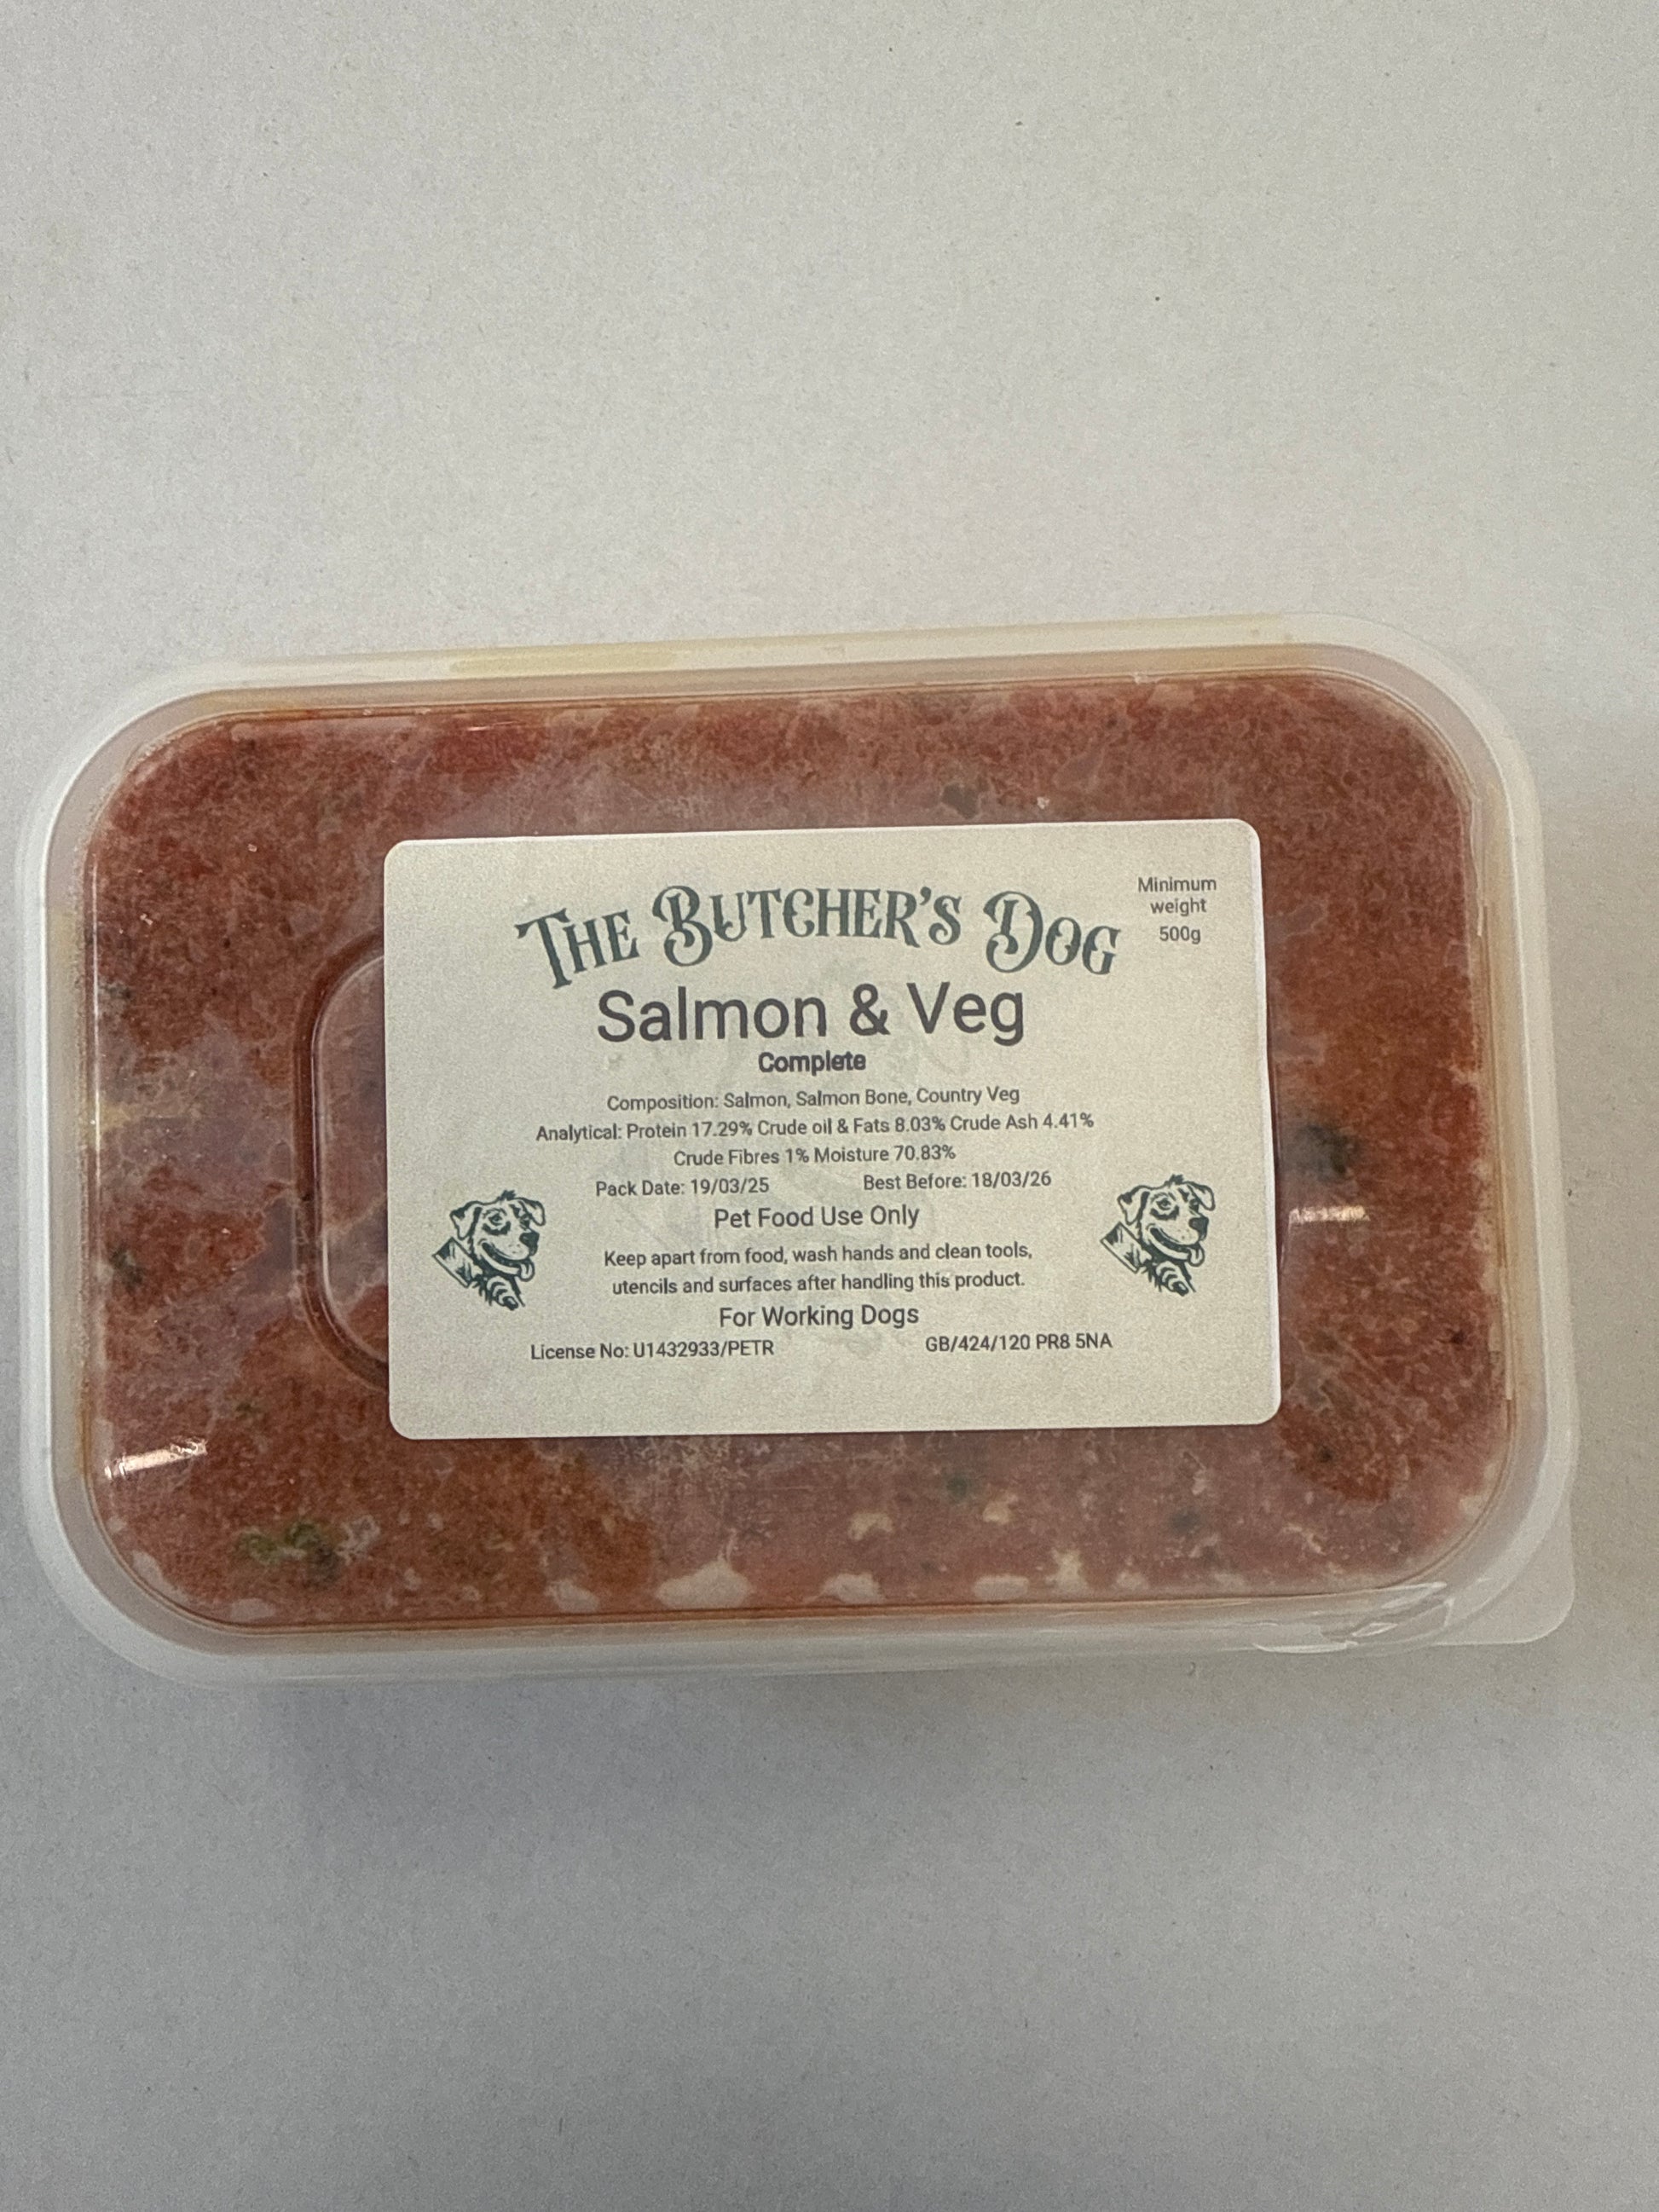 THE BUTCHER'S DOG
Minimum
weight
500g
Salmon & Veg
Complete
Composition: Salmon, Salmon Bone, Country Veg
Analytical: Protein 17.29% Crude oil & Fats 8.03% Crude Ash 4.41%
Crude Fibres 1% Moisture 70.83%
Pack Date: 19/03/25 Best Before: 18/03/26
Pet Food Use Only
Keep apart from food, wash hands and clean tools,
utencils and surfaces after handling this product.
For Working Dogs
License No: U1432933/PETR GB/424/120 PR8 5NA